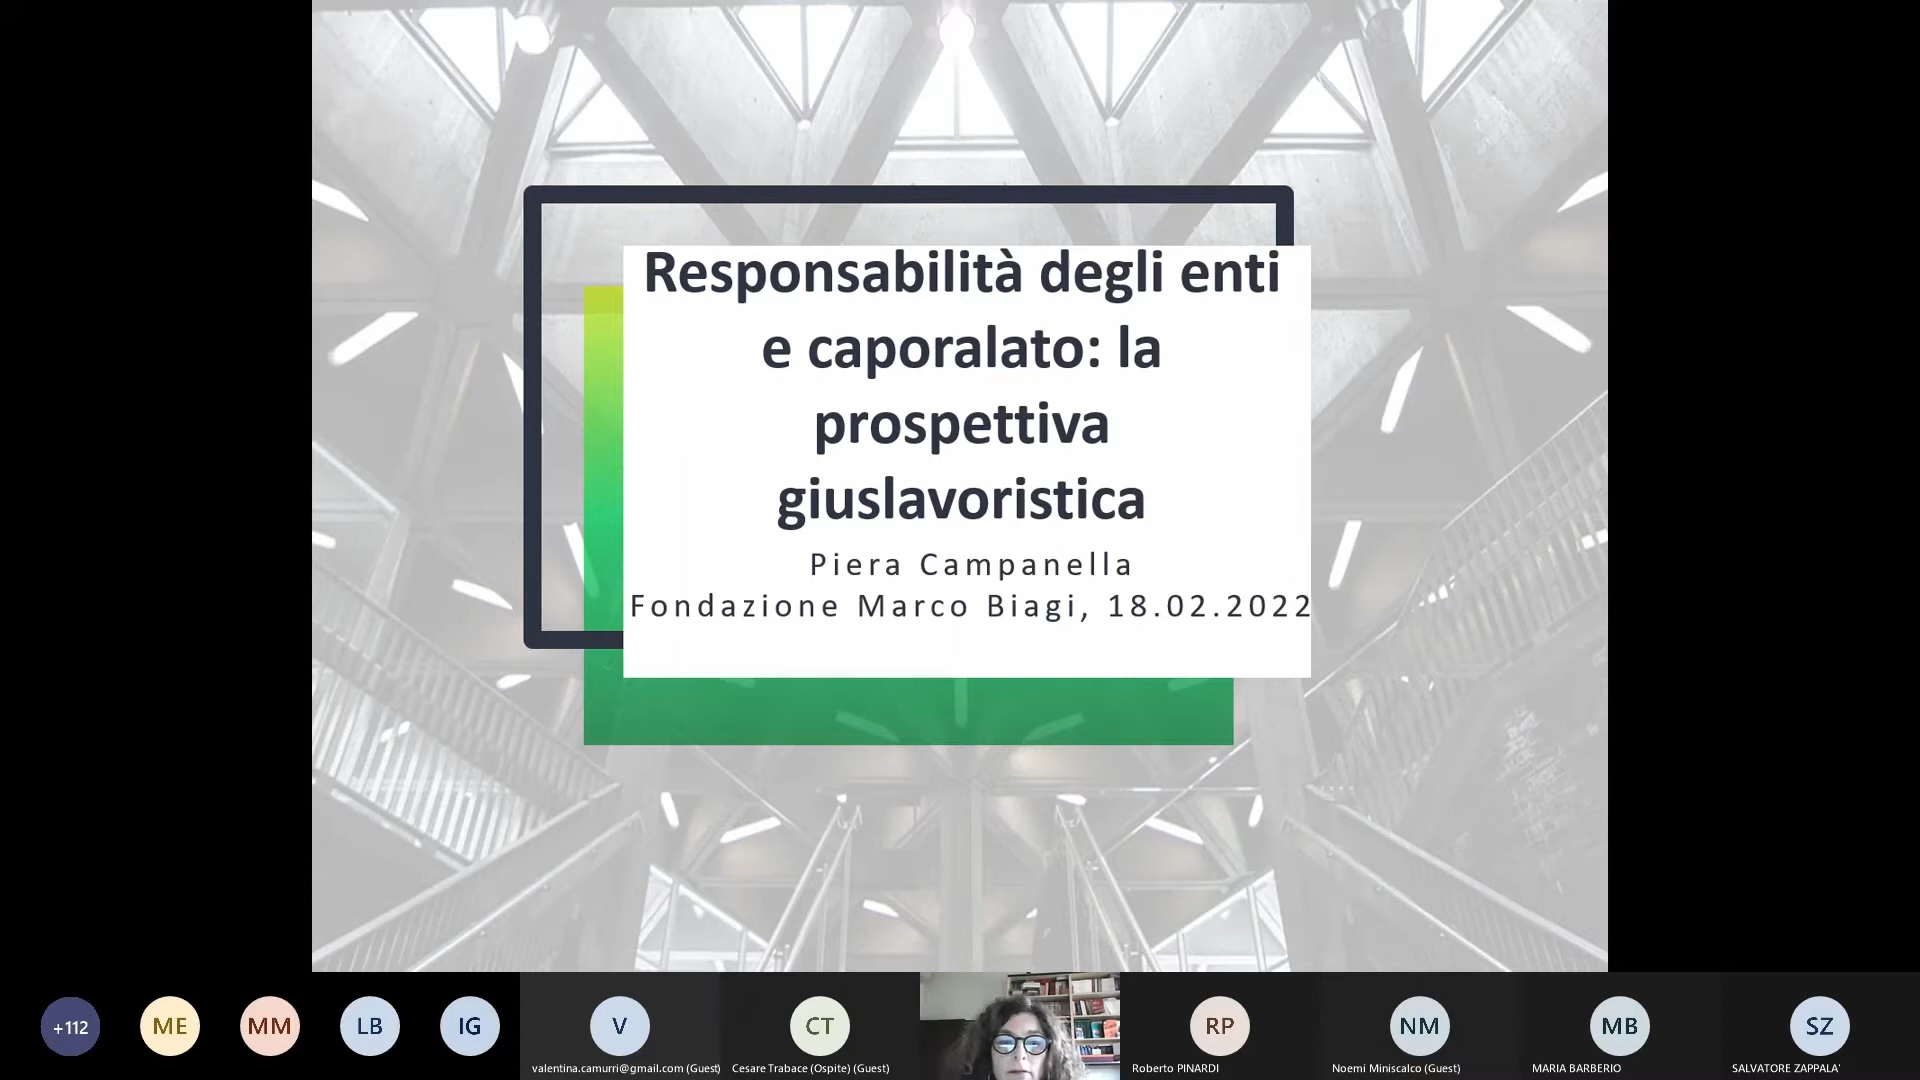 Responsabilità degli enti
e caporalato: la
prospettiva
giuslavoristica
Piera Campanella
Fondazione Marco Biagi, 18.02.2022
+112
ME
MM
LB
IG
V
CT
RP
NM
MB
SZ
valentina.camurri@gmail.com (Guest)
Cesare Trabace (Ospite) (Guest)
Roberto PINARDI
Noemi Miniscalco (Guest)
MARIA BARBERIO
SALVATORE ZAPPALA'